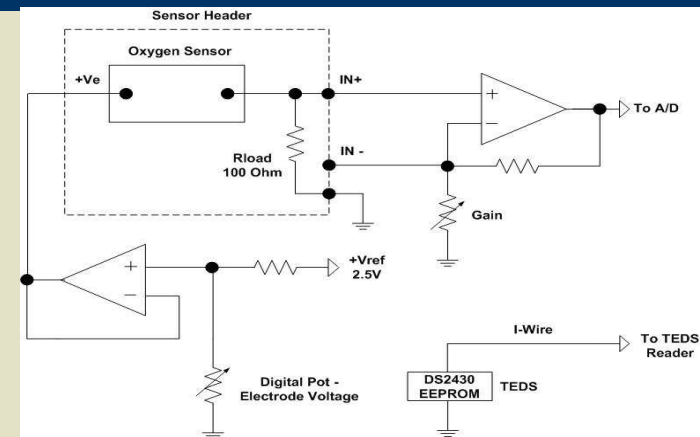 Sensor Header
Oxygen Sensor
+Ve
IN+
+
−
To A/D
IN -
Rload
100 Ohm
Gain
+
−
+Vref
2.5V
Digital Pot -
Electrode Voltage
I-Wire
To TEDS
Reader
DS2430
EEPROM
TEDS